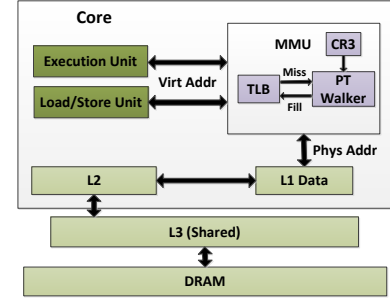 Core
MMU
CR3
Execution Unit
Virt Addr
Load/Store Unit
TLB
Miss
Fill
PT
Walker
Phys Addr
L2
L1 Data
L3 (Shared)
DRAM